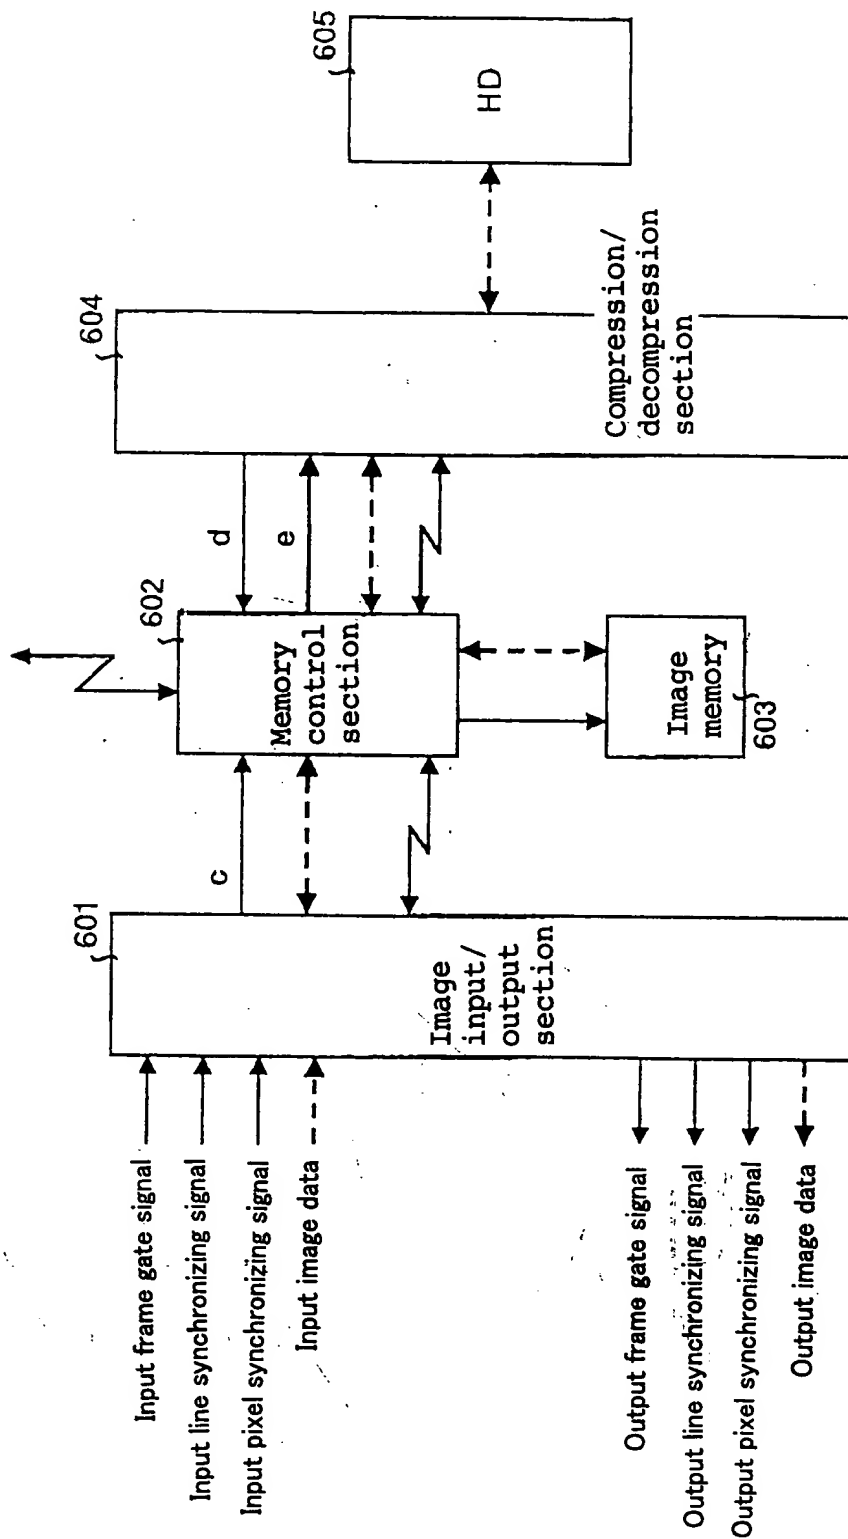 Input frame gate signal
Input line synchronizing signal
Input pixel synchronizing signal
Input image data
Output frame gate signal
Output line synchronizing signal
Output pixel synchronizing signal
Output image data
601
Image
input/
output
section
c
602
Memory
control
section
Image
memory
603
d
e
604
Compression/
decompression
section
605
HD